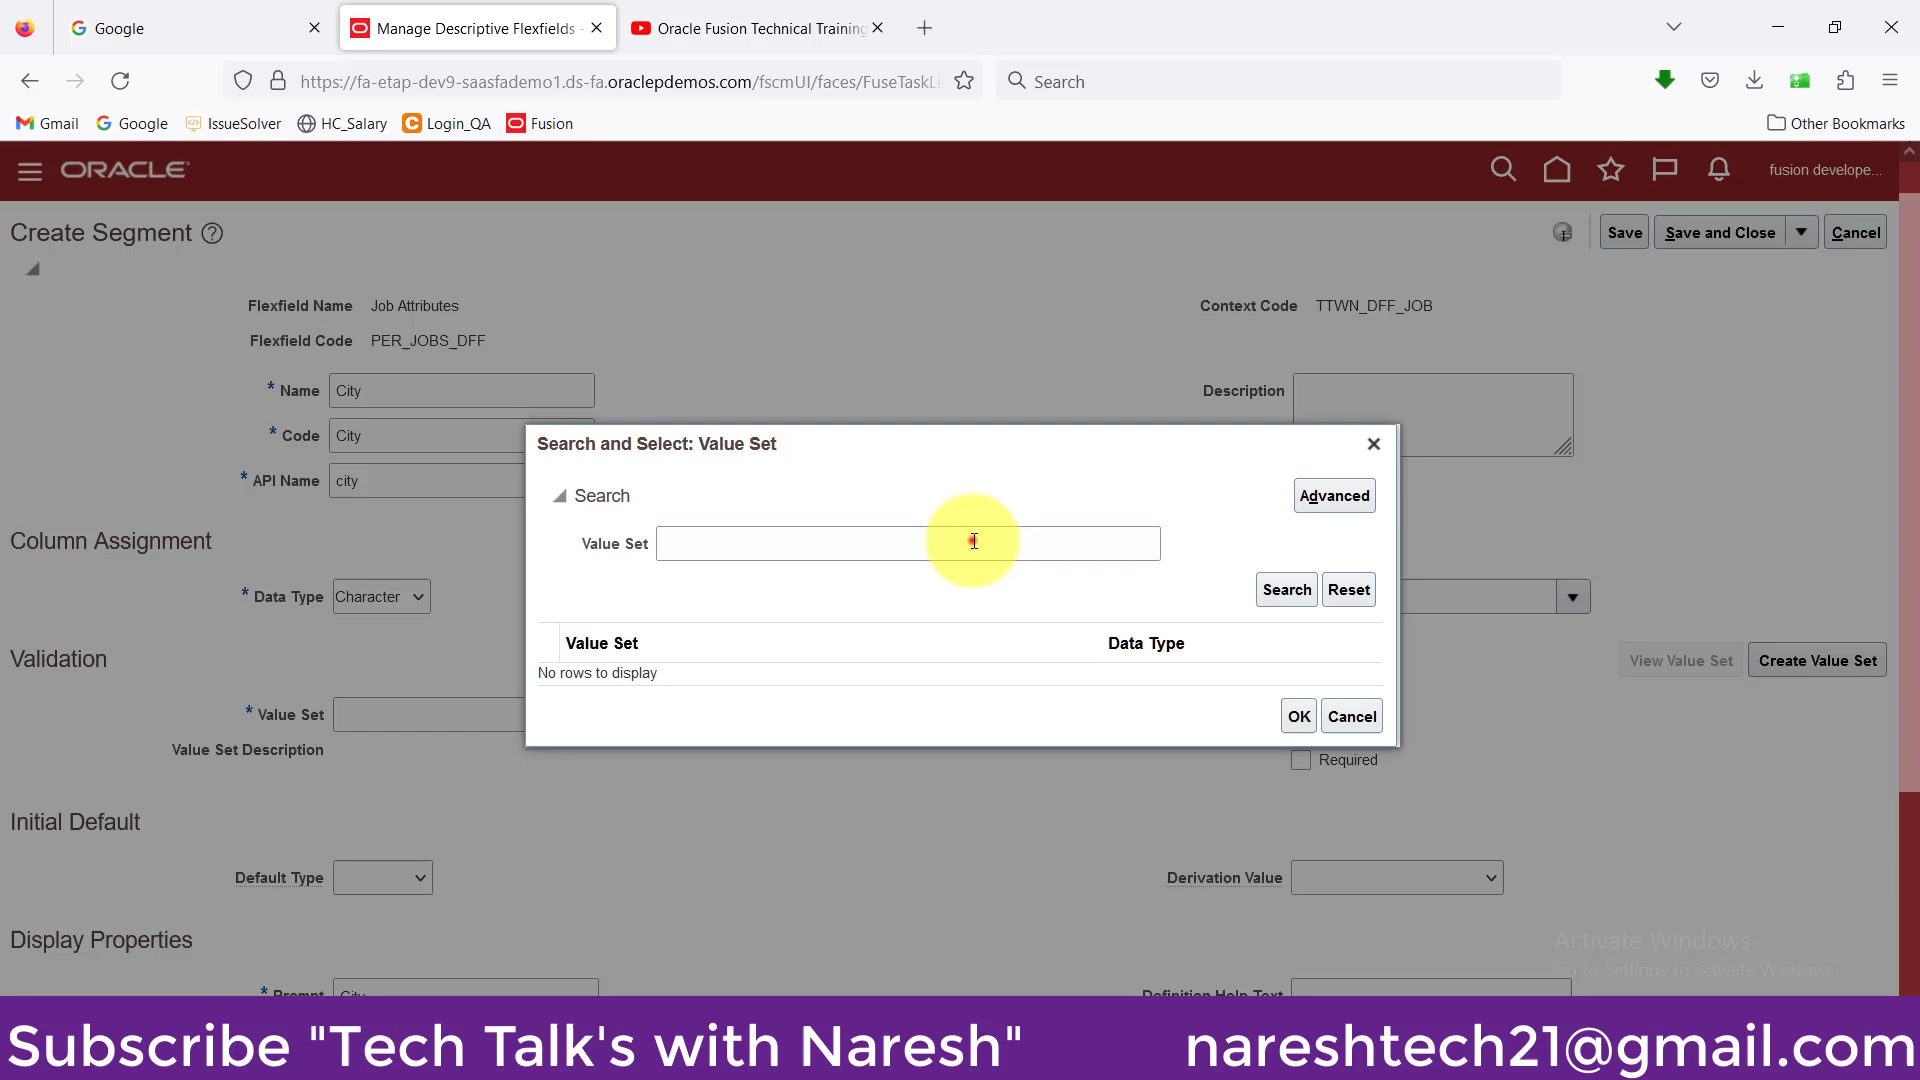 Google
Manage Descriptive Flexfields -
Oracle Fusion Technical Training
https://fa-etap-dev9-saasfademo1.ds-fa.oraclepdemos.com/fscmUI/faces/FuseTaskLi
Search
Gmail
Google
IssueSolver
HC_Salary
Login_QA
Fusion
Other Bookmarks
ORACLE
fusion develope...
Create Segment
Save
Save and Close
Cancel
Flexfield Name Job Attributes
Context Code TTWN_DFF_JOB
Flexfield Code PER_JOBS_DFF
* Name City
Description
* Code City
* API Name city
Search and Select: Value Set
Search
Advanced
Value Set
Search Reset
Value Set Data Type
No rows to display
OK Cancel
Column Assignment
* Data Type Character
Validation
View Value Set
Create Value Set
* Value Set
Value Set Description
Required
Initial Default
Default Type
Derivation Value
Display Properties
Activate Windows
Go to Settings to activate Windows.
* Prompt City
Definition Help Text
Subscribe "Tech Talk's with Naresh" nareshtech21@gmail.com